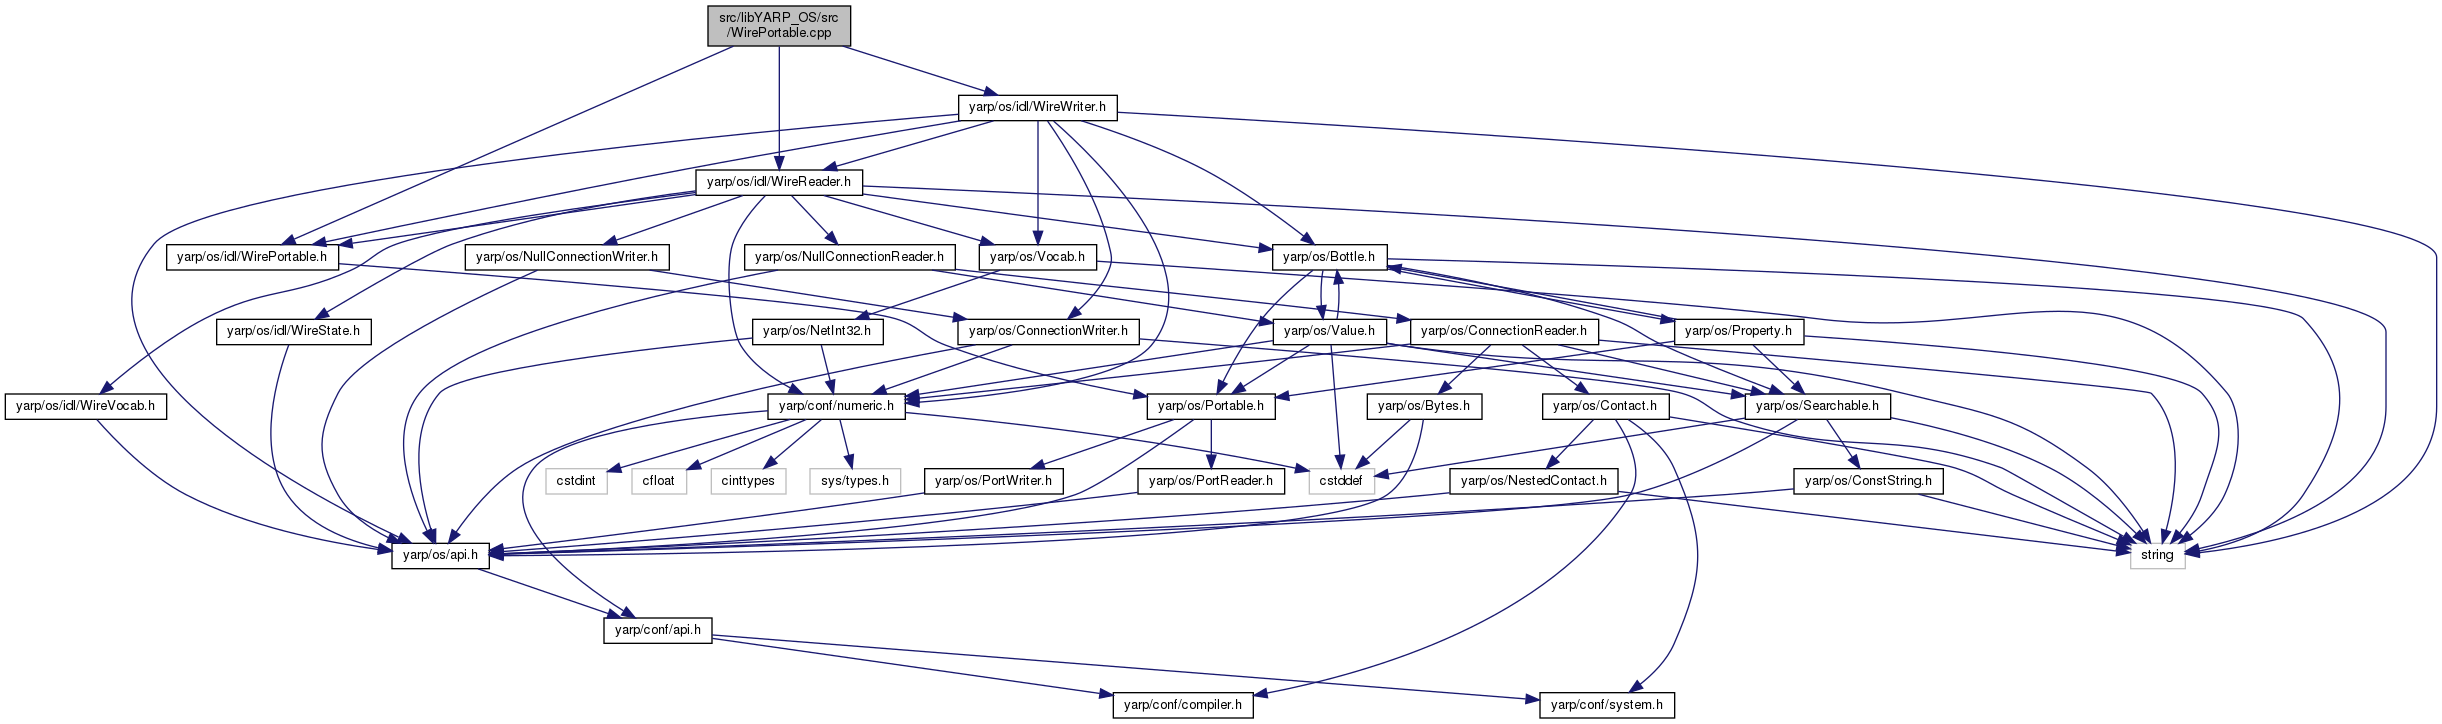 src/libYARP_OS/src
/WirePortable.cpp
yarp/os/idl/WireWriter.h
yarp/os/idl/WireReader.h
yarp/os/idl/WirePortable.h
yarp/os/NullConnectionWriter.h
yarp/os/NullConnectionReader.h
yarp/os/Vocab.h
yarp/os/Bottle.h
yarp/os/idl/WireState.h
yarp/os/NetInt32.h
yarp/os/ConnectionWriter.h
yarp/os/Value.h
yarp/os/ConnectionReader.h
yarp/os/Property.h
yarp/os/idl/WireVocab.h
yarp/conf/numeric.h
yarp/os/Portable.h
yarp/os/Bytes.h
yarp/os/Contact.h
yarp/os/Searchable.h
cstdint
cfloat
cinttypes
sys/types.h
yarp/os/PortWriter.h
yarp/os/PortReader.h
cstddef
yarp/os/NestedContact.h
yarp/os/ConstString.h
yarp/os/api.h
string
yarp/conf/api.h
yarp/conf/compiler.h
yarp/conf/system.h